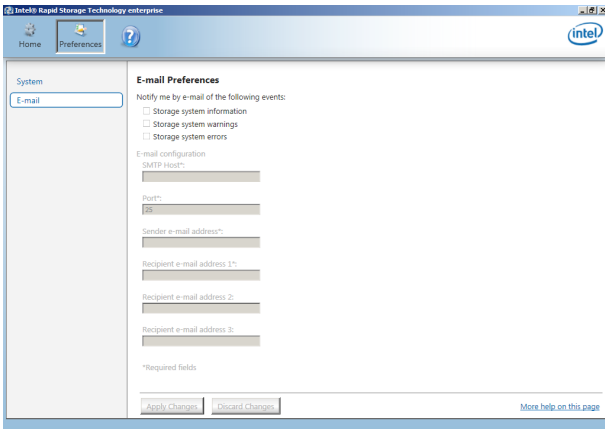 Intel® Rapid Storage Technology enterprise
Home
Preferences
?
intel
System
E-mail
E-mail Preferences
Notify me by e-mail of the following events:
Storage system information
Storage system warnings
Storage system errors
E-mail configuration
SMTP Host*:
Port*:
25
Sender e-mail address*:
Recipient e-mail address 1*:
Recipient e-mail address 2:
Recipient e-mail address 3:
*Required fields
Apply Changes
Discard Changes
More help on this page